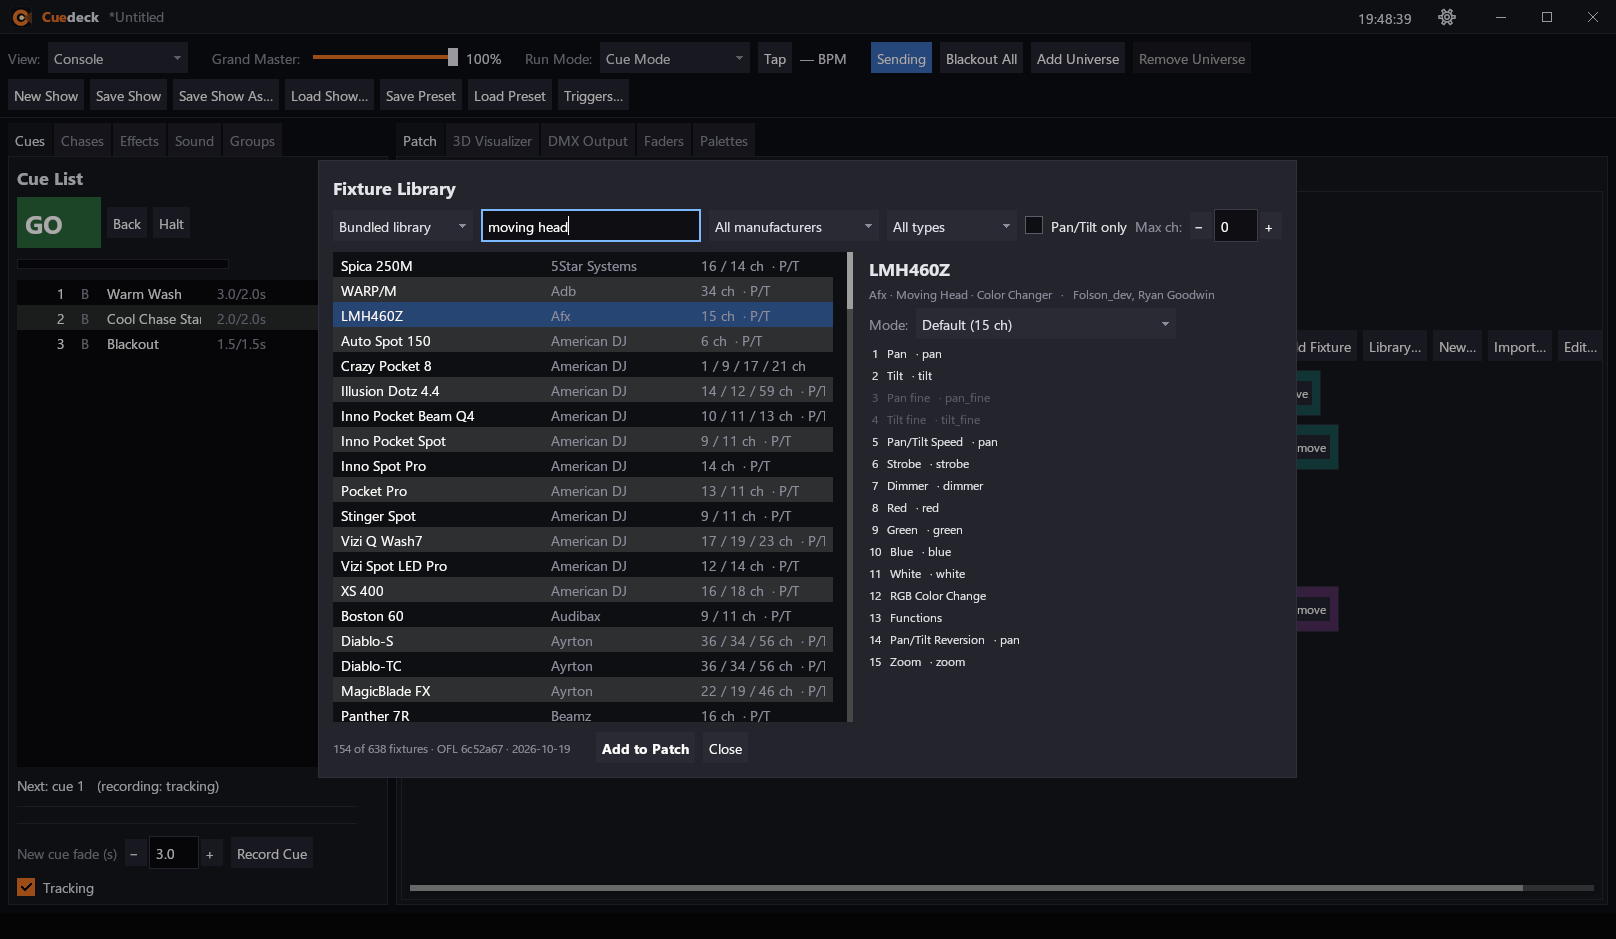 Cuedeck *Untitled 19:48:39
View: Console Grand Master: 100% Run Mode: Cue Mode Tap — BPM Sending Blackout All Add Universe Remove Universe
New Show Save Show Save Show As... Load Show... Save Preset Load Preset Triggers...
Cues Chases Effects Sound Groups Patch 3D Visualizer DMX Output Faders Palettes
Cue List
GO Back Halt
1 B Warm Wash 3.0/2.0s
2 B Cool Chase Star 2.0/2.0s
3 B Blackout 1.5/1.5s
Next: cue 1 (recording: tracking)
New cue fade (s) − 3.0 + Record Cue
Tracking
Fixture Library
Bundled library moving head All manufacturers All types Pan/Tilt only Max ch: − 0 +
Spica 250M 5Star Systems 16 / 14 ch · P/T
WARP/M Adb 34 ch · P/T
LMH460Z Afx 15 ch · P/T
Auto Spot 150 American DJ 6 ch · P/T
Crazy Pocket 8 American DJ 1 / 9 / 17 / 21 ch
Illusion Dotz 4.4 American DJ 14 / 12 / 59 ch · P/T
Inno Pocket Beam Q4 American DJ 10 / 11 / 13 ch · P/T
Inno Pocket Spot American DJ 9 / 11 ch · P/T
Inno Spot Pro American DJ 14 ch · P/T
Pocket Pro American DJ 13 / 11 ch · P/T
Stinger Spot American DJ 9 / 11 ch · P/T
Vizi Q Wash7 American DJ 17 / 19 / 23 ch · P/T
Vizi Spot LED Pro American DJ 12 / 14 ch · P/T
XS 400 American DJ 16 / 18 ch · P/T
Boston 60 Audibax 9 / 11 ch · P/T
Diablo-S Ayrton 36 / 34 / 56 ch · P/T
Diablo-TC Ayrton 36 / 34 / 56 ch · P/T
MagicBlade FX Ayrton 22 / 19 / 46 ch · P/T
Panther 7R Beamz 16 ch · P/T
154 of 638 fixtures · OFL 6c52a67 · 2026-10-19 Add to Patch Close
LMH460Z
Afx · Moving Head · Color Changer · Folson_dev, Ryan Goodwin
Mode: Default (15 ch)
1 Pan · pan
2 Tilt · tilt
3 Pan fine · pan_fine
4 Tilt fine · tilt_fine
5 Pan/Tilt Speed · pan
6 Strobe · strobe
7 Dimmer · dimmer
8 Red · red
9 Green · green
10 Blue · blue
11 White · white
12 RGB Color Change
13 Functions
14 Pan/Tilt Reversion · pan
15 Zoom · zoom
d Fixture Library... New... Import... Edit...
ve
move
move